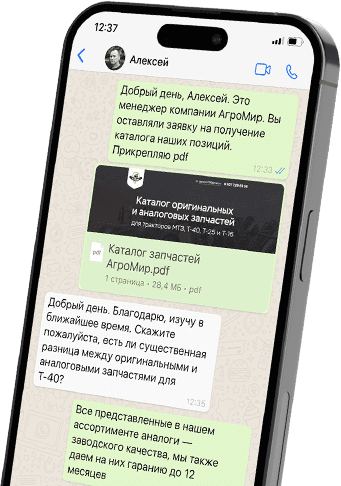 12:37
Алексей
Добрый день, Алексей. Это
менеджер компании АгроМир. Вы
оставляли заявку на получение
каталога наших позиций.
Прикрепляю pdf
12:33
Каталог оригинальных
и аналоговых запчастей
для тракторов МТЗ, Т-40, Т-25 и Т-16
pdf
Каталог запчастей
АгроМир.pdf
1 страница • 28,4 МБ • pdf
Добрый день. Благодарю, изучу в
ближайшее время. Скажите
пожалуйста, есть ли существенная
разница между оригинальными и
аналоговыми запчастями для
Т-40?
12:35
Все представленные в нашем
ассортименте аналоги —
заводского качества, мы также
даем на них гаранию до 12
месяцев